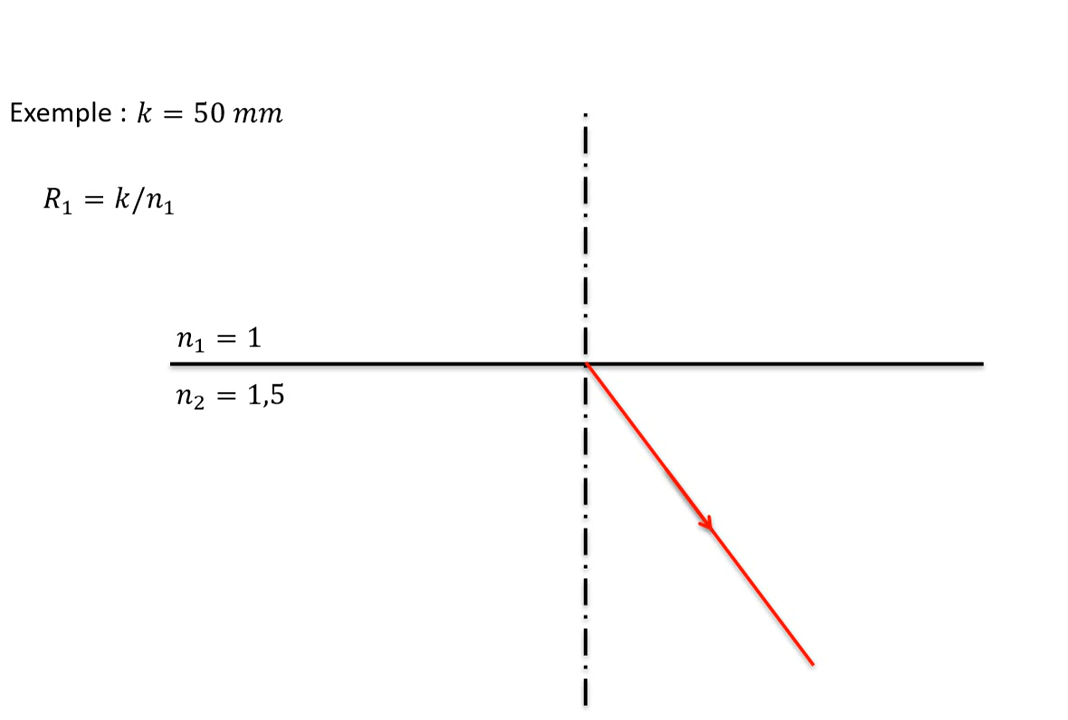 Exemple : k = 50 mm
R₁ = k/n₁
n₁ = 1
n₂ = 1,5